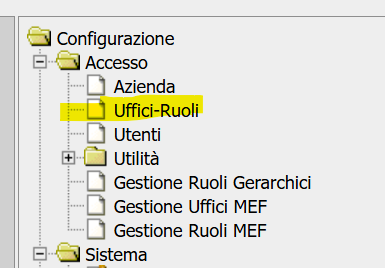 Configurazione
Accesso
Azienda
Uffici-Ruoli
Utenti
Utilità
Gestione Ruoli Gerarchici
Gestione Uffici MEF
Gestione Ruoli MEF
Sistema